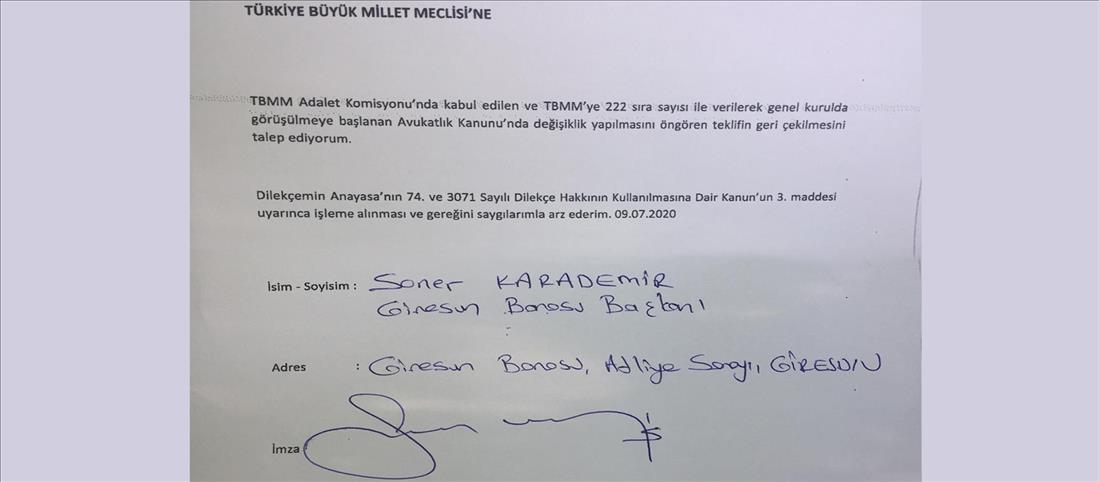 TÜRKİYE BÜYÜK MİLLET MECLİSİ'NE
TBMM Adalet Komisyonu'nda kabul edilen ve TBMM'ye 222 sıra sayısı ile verilerek genel kurulda
görüşülmeye başlanan Avukatlık Kanunu'nda değişiklik yapılmasını öngören teklifin geri çekilmesini
talep ediyorum.
Dilekçemin Anayasa'nın 74. ve 3071 Sayılı Dilekçe Hakkının Kullanılmasına Dair Kanun'un 3. maddesi
uyarınca işleme alınması ve gereğini saygılarımla arz ederim. 09.07.2020
İsim - Soyisim : Soner KARADEMİR
Giresun Barosu Başkanı
Adres : Giresun Barosu, Adliye Sarayı, GİRESUN
İmza